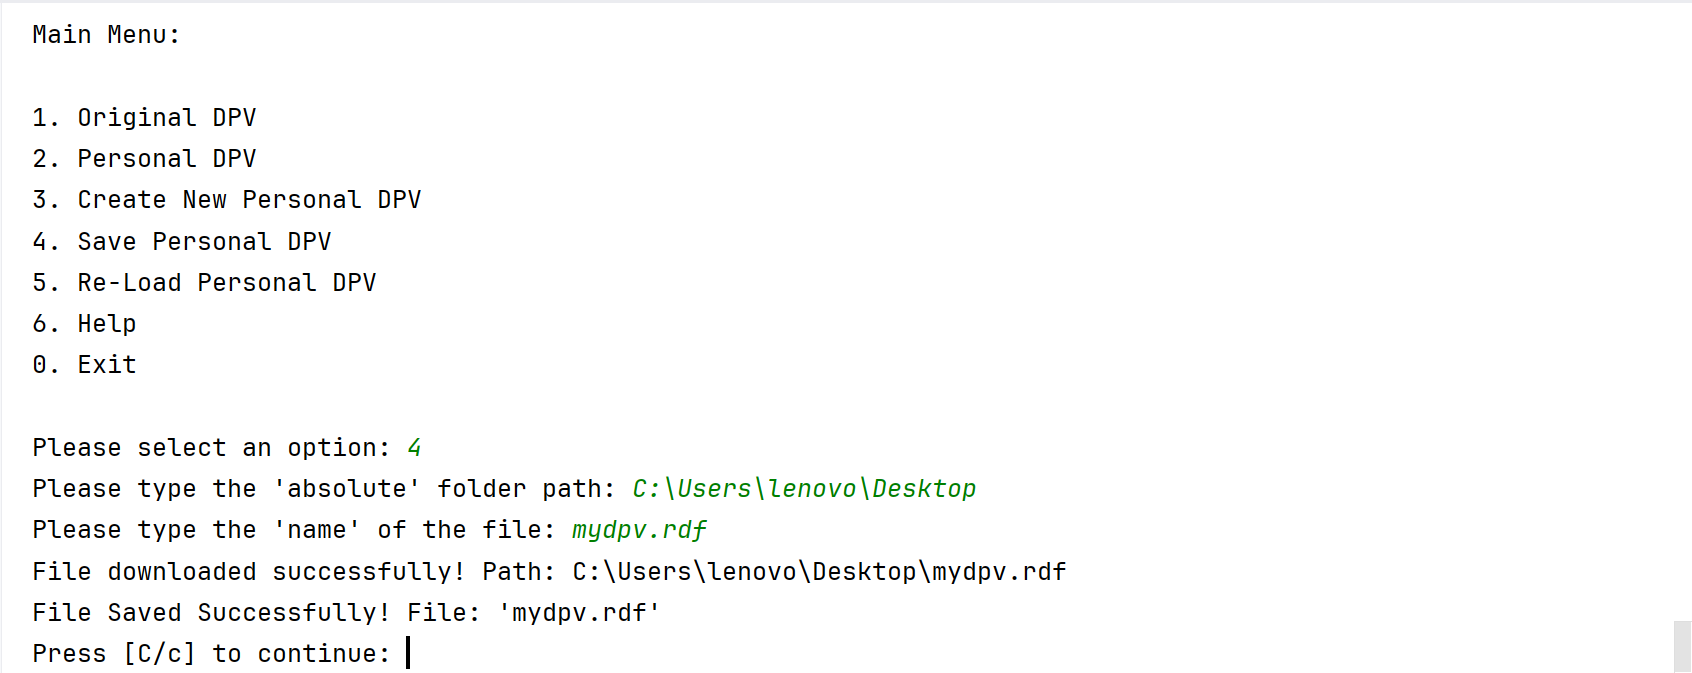 Main Menu:
1. Original DPV
2. Personal DPV
3. Create New Personal DPV
4. Save Personal DPV
5. Re-Load Personal DPV
6. Help
0. Exit
Please select an option: 4
Please type the 'absolute' folder path: C:\Users\lenovo\Desktop
Please type the 'name' of the file: mydpv.rdf
File downloaded successfully! Path: C:\Users\lenovo\Desktop\mydpv.rdf
File Saved Successfully! File: 'mydpv.rdf'
Press [C/c] to continue: